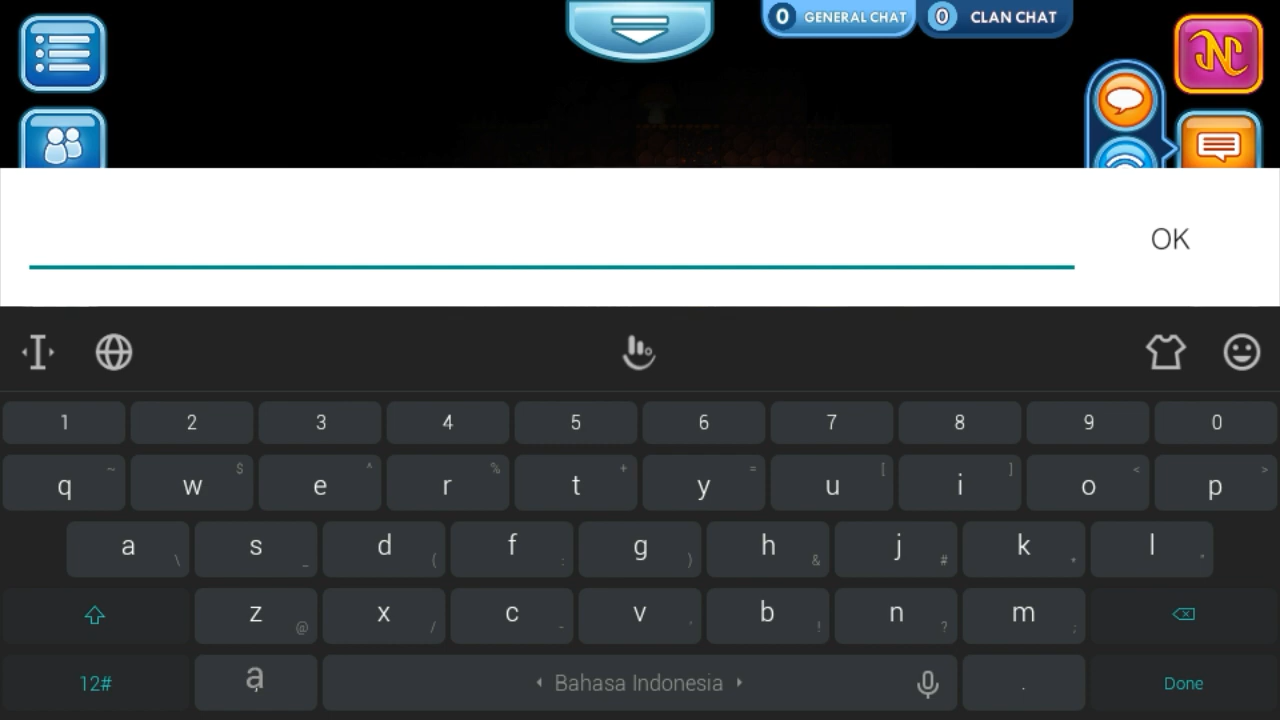 0 GENERAL CHAT 0 CLAN CHAT
N
OK
1 2 3 4 5 6 7 8 9 0
~ $ ^ % + = [ ] < >
q w e r t y u i o p
a s d f g h j k l
\ _ ( : ) & # * "
z x c v b n m
@ / - ' ! ? ;
12# a , Bahasa Indonesia . Done